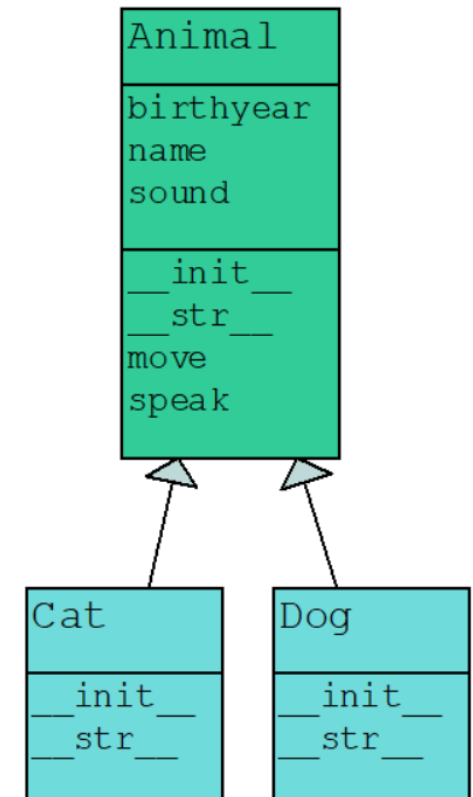 Animal
birthyear
name
sound
__init__
__str__
move
speak
Cat
__init__
__str__
Dog
__init__
__str__